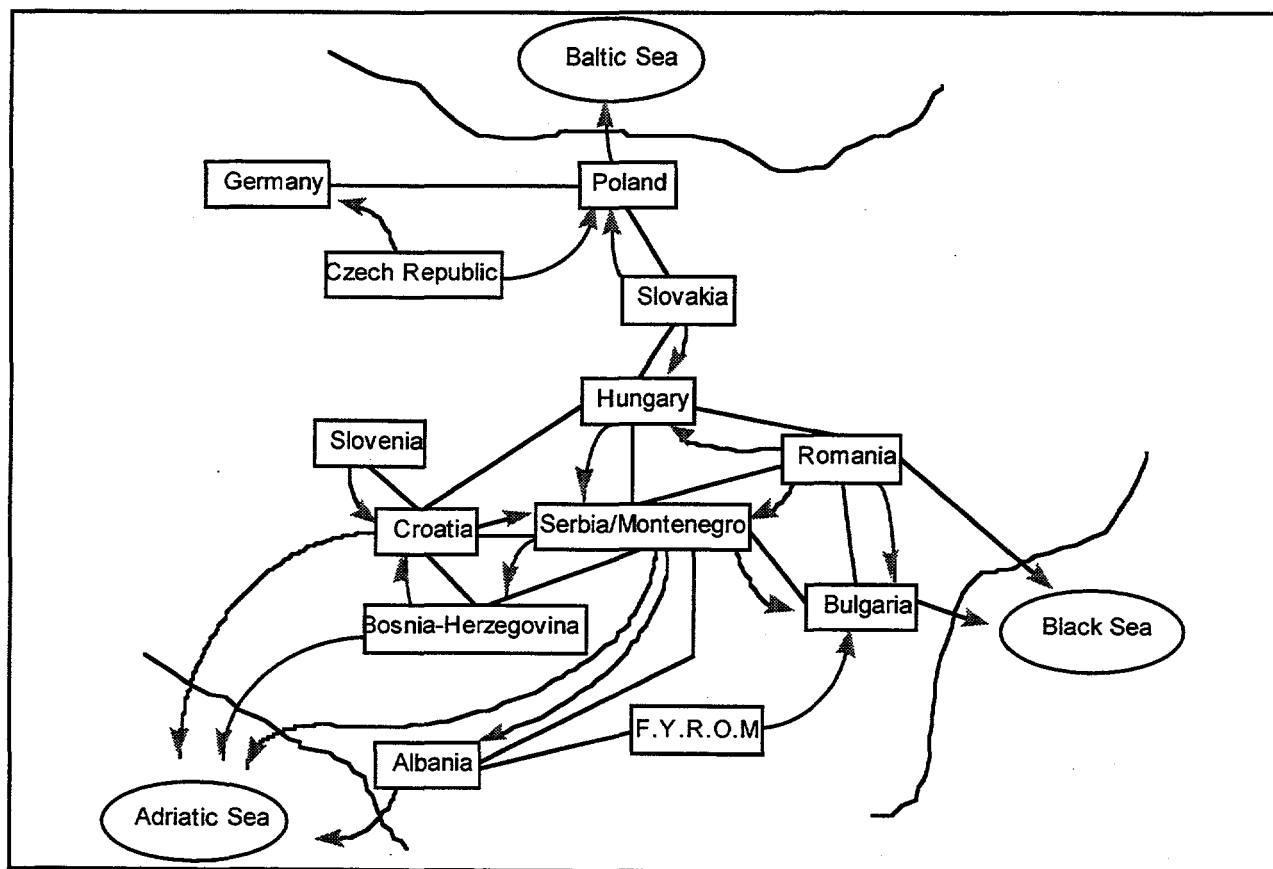 Baltic Sea
Germany
Poland
Czech Republic
Slovakia
Hungary
Slovenia
Romania
Croatia
Serbia/Montenegro
Bulgaria
Bosnia-Herzegovina
Black Sea
F.Y.R.O.M
Albania
Adriatic Sea